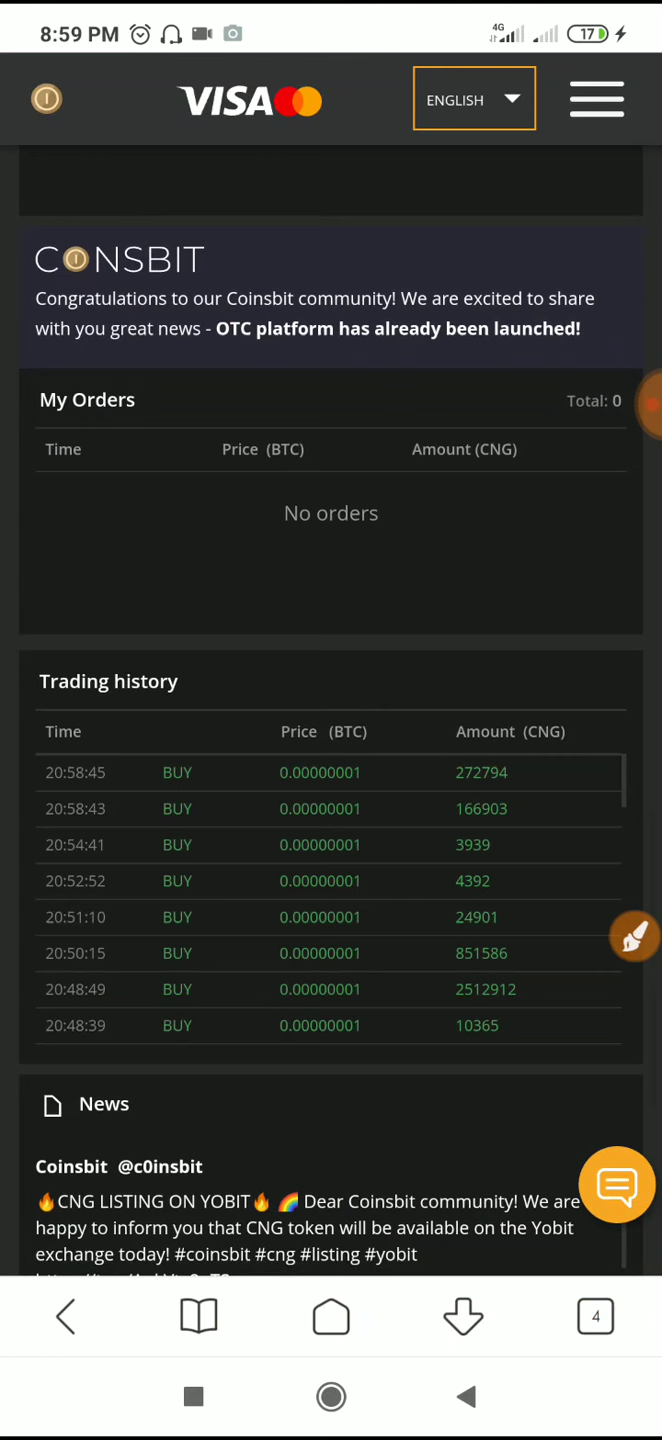 8:59 PM 4G 17
VISA ENGLISH
COINSBIT
Congratulations to our Coinsbit community! We are excited to share
with you great news - OTC platform has already been launched!
My Orders Total: 0
Time Price (BTC) Amount (CNG)
No orders
Trading history
Time Price (BTC) Amount (CNG)
20:58:45 BUY 0.00000001 272794
20:58:43 BUY 0.00000001 166903
20:54:41 BUY 0.00000001 3939
20:52:52 BUY 0.00000001 4392
20:51:10 BUY 0.00000001 24901
20:50:15 BUY 0.00000001 851586
20:48:49 BUY 0.00000001 2512912
20:48:39 BUY 0.00000001 10365
News
Coinsbit @c0insbit
🔥CNG LISTING ON YOBIT🔥 🌈 Dear Coinsbit community! We are
happy to inform you that CNG token will be available on the Yobit
exchange today! #coinsbit #cng #listing #yobit
4